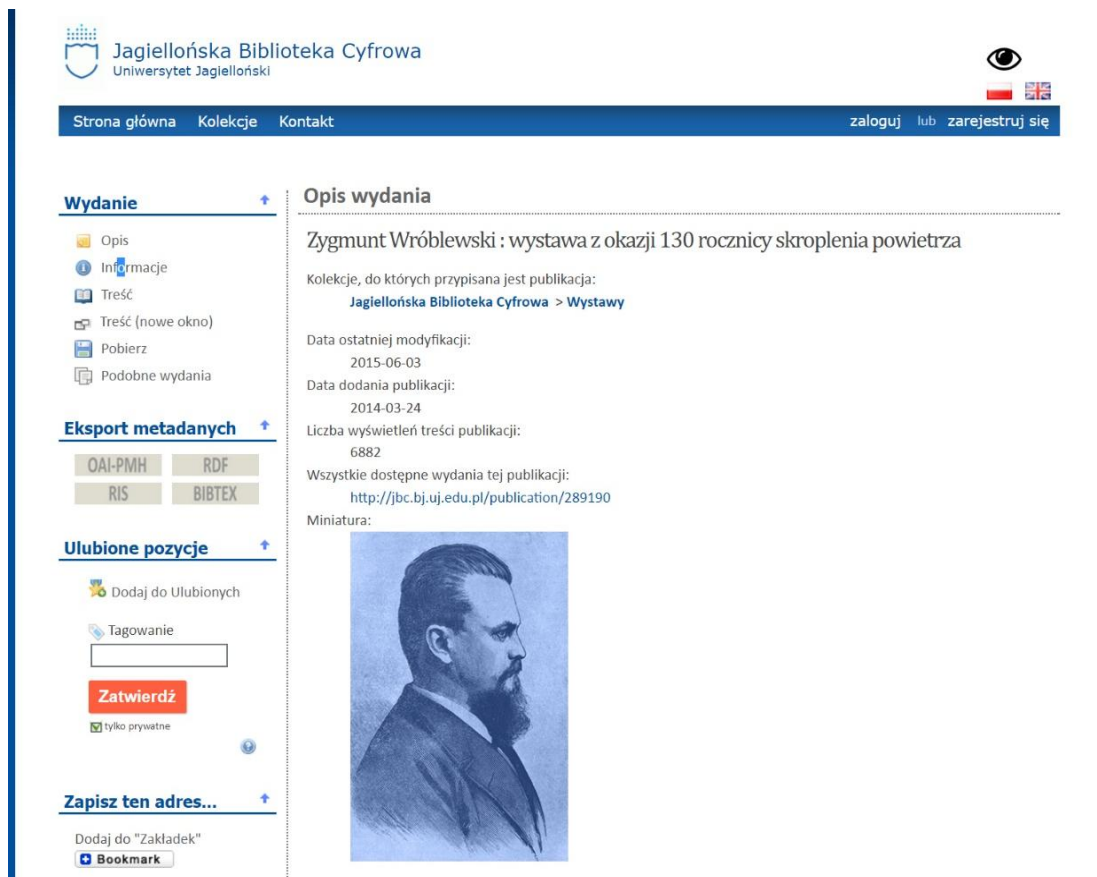 Jagiellońska Biblioteka Cyfrowa
Uniwersytet Jagielloński
Strona główna Kolekcje Kontakt zaloguj lub zarejestruj się
Wydanie
Opis
Informacje
Treść
Treść (nowe okno)
Pobierz
Podobne wydania
Eksport metadanych
OAI-PMH RDF
RIS BIBTEX
Ulubione pozycje
Dodaj do Ulubionych
Tagowanie
Zatwierdź
tylko prywatne
Zapisz ten adres...
Dodaj do "Zakładek"
Bookmark
Opis wydania
Zygmunt Wróblewski : wystawa z okazji 130 rocznicy skroplenia powietrza
Kolekcje, do których przypisana jest publikacja:
Jagiellońska Biblioteka Cyfrowa > Wystawy
Data ostatniej modyfikacji:
2015-06-03
Data dodania publikacji:
2014-03-24
Liczba wyświetleń treści publikacji:
6882
Wszystkie dostępne wydania tej publikacji:
http://jbc.bj.uj.edu.pl/publication/289190
Miniatura: